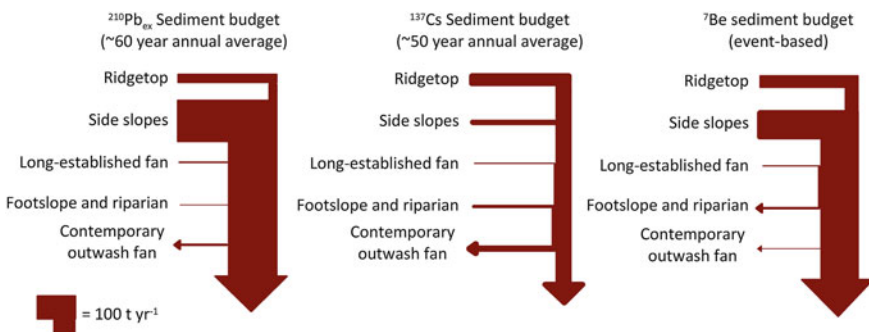 ²¹⁰Pbₑₓ Sediment budget
(~60 year annual average)
Ridgetop
Side slopes
Long-established fan
Footslope and riparian
Contemporary
outwash fan
= 100 t yr⁻¹
¹³⁷Cs Sediment budget
(~50 year annual average)
Ridgetop
Side slopes
Long-established fan
Footslope and riparian
Contemporary
outwash fan
⁷Be sediment budget
(event-based)
Ridgetop
Side slopes
Long-established fan
Footslope and riparian
Contemporary
outwash fan